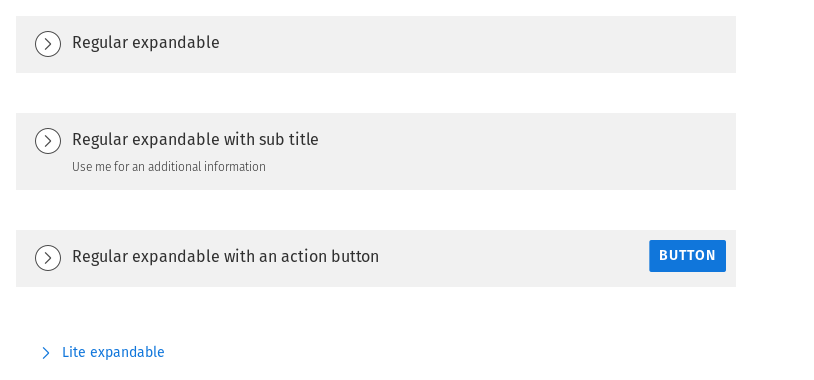 Regular expandable
Regular expandable with sub title
Use me for an additional information
Regular expandable with an action button
BUTTON
Lite expandable